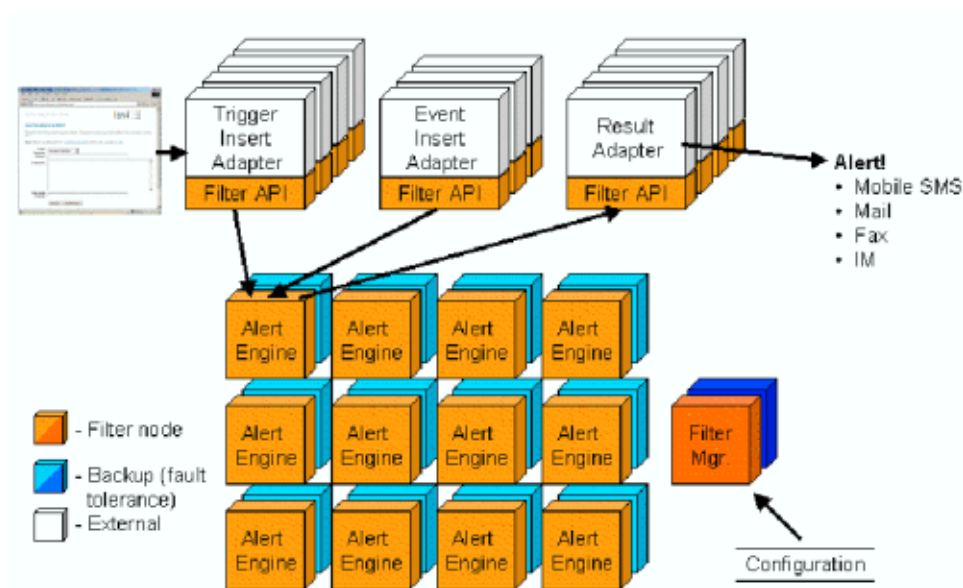 Trigger
Insert
Adapter
Filter API
Event
Insert
Adapter
Filter API
Result
Adapter
Filter API
Alert!
• Mobile SMS
• Mail
• Fax
• IM
Alert
Engine
Alert
Engine
Alert
Engine
Alert
Engine
Alert
Engine
Alert
Engine
Alert
Engine
Alert
Engine
Filter
Mgr.
- Filter node
- Backup (fault
tolerance)
- External
Alert
Engine
Alert
Engine
Alert
Engine
Alert
Engine
Configuration